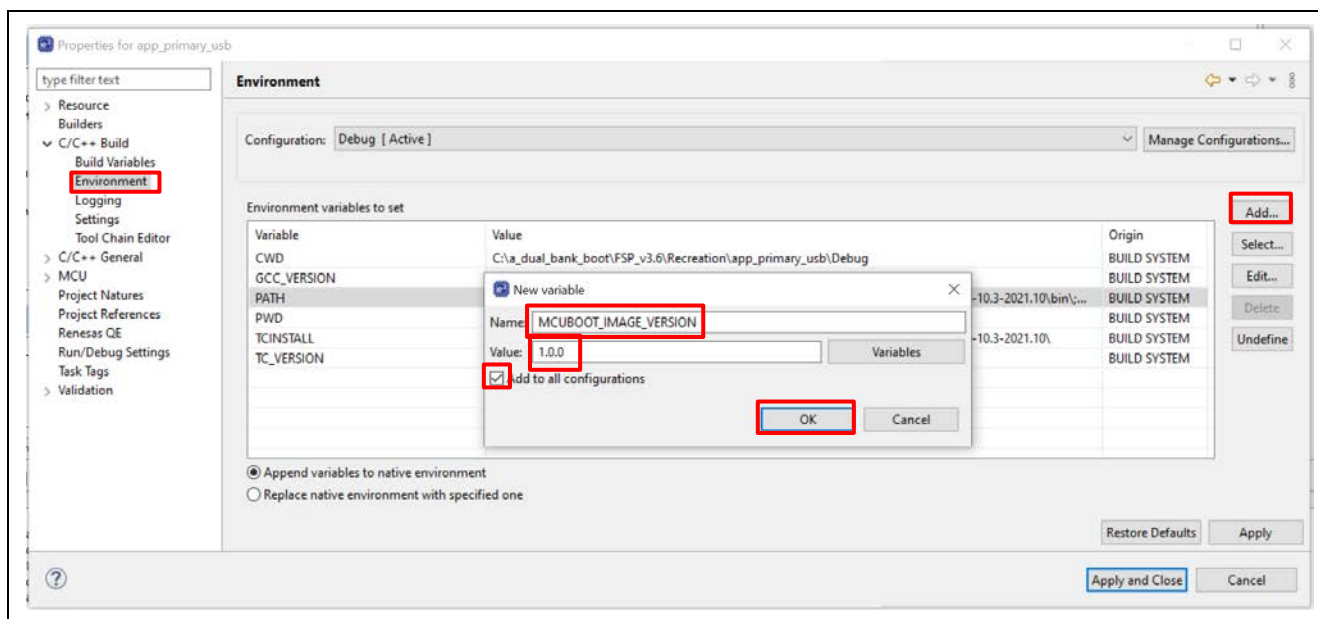 Properties for app_primary_usb
type filter text
Environment
Resource
Builders
C/C++ Build
Build Variables
Environment
Logging
Settings
Tool Chain Editor
C/C++ General
MCU
Project Natures
Project References
Renesas QE
Run/Debug Settings
Task Tags
Validation
Configuration: Debug [ Active ] Manage Configurations...
Environment variables to set
Add...
Select...
Edit...
Delete
Undefine
Variable Value Origin
CWD C:\a_dual_bank_boot\FSP_v3.6\Recreation\app_primary_usb\Debug BUILD SYSTEM
GCC_VERSION BUILD SYSTEM
PATH -10.3-2021.10\bin\;... BUILD SYSTEM
PWD BUILD SYSTEM
TCINSTALL -10.3-2021.10\ BUILD SYSTEM
TC_VERSION BUILD SYSTEM
New variable
Name: MCUBOOT_IMAGE_VERSION
Value: 1.0.0 Variables
Add to all configurations
OK Cancel
Append variables to native environment
Replace native environment with specified one
Restore Defaults Apply
Apply and Close Cancel